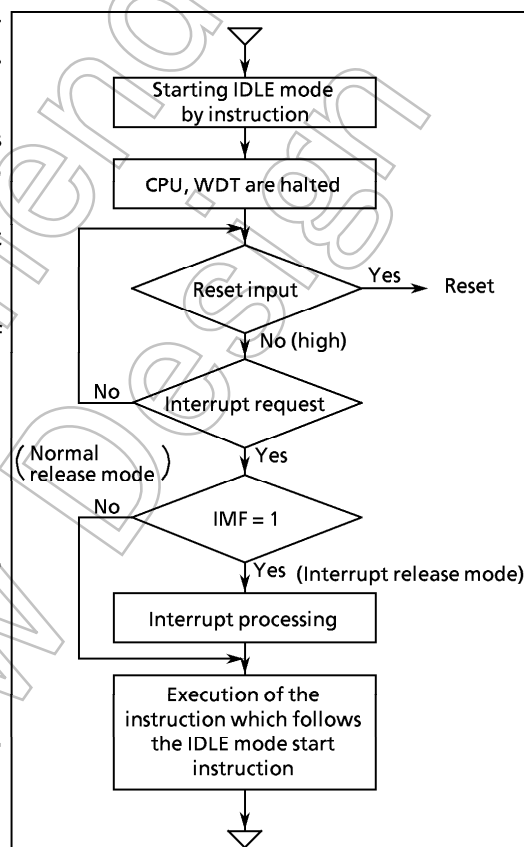 Starting IDLE mode
by instruction
CPU, WDT are halted
Reset input
Yes
Reset
No (high)
No
Interrupt request
Yes
(Normal
release mode)
No
IMF = 1
Yes (Interrupt release mode)
Interrupt processing
Execution of the
instruction which follows
the IDLE mode start
instruction
Design